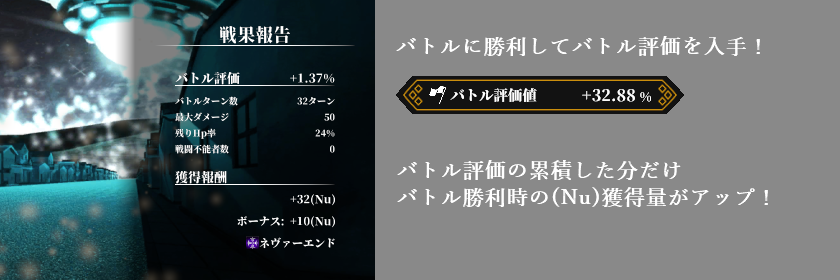 戦果報告
バトル評価 +1.37%
バトルターン数 32ターン
最大ダメージ 50
残りHp率 24%
戦闘不能者数 0
獲得報酬
+32(Nu)
ボーナス: +10(Nu)
ネヴァーエンド
バトルに勝利してバトル評価を入手！
バトル評価値 +32.88 %
バトル評価の累積した分だけ
バトル勝利時の(Nu)獲得量がアップ！